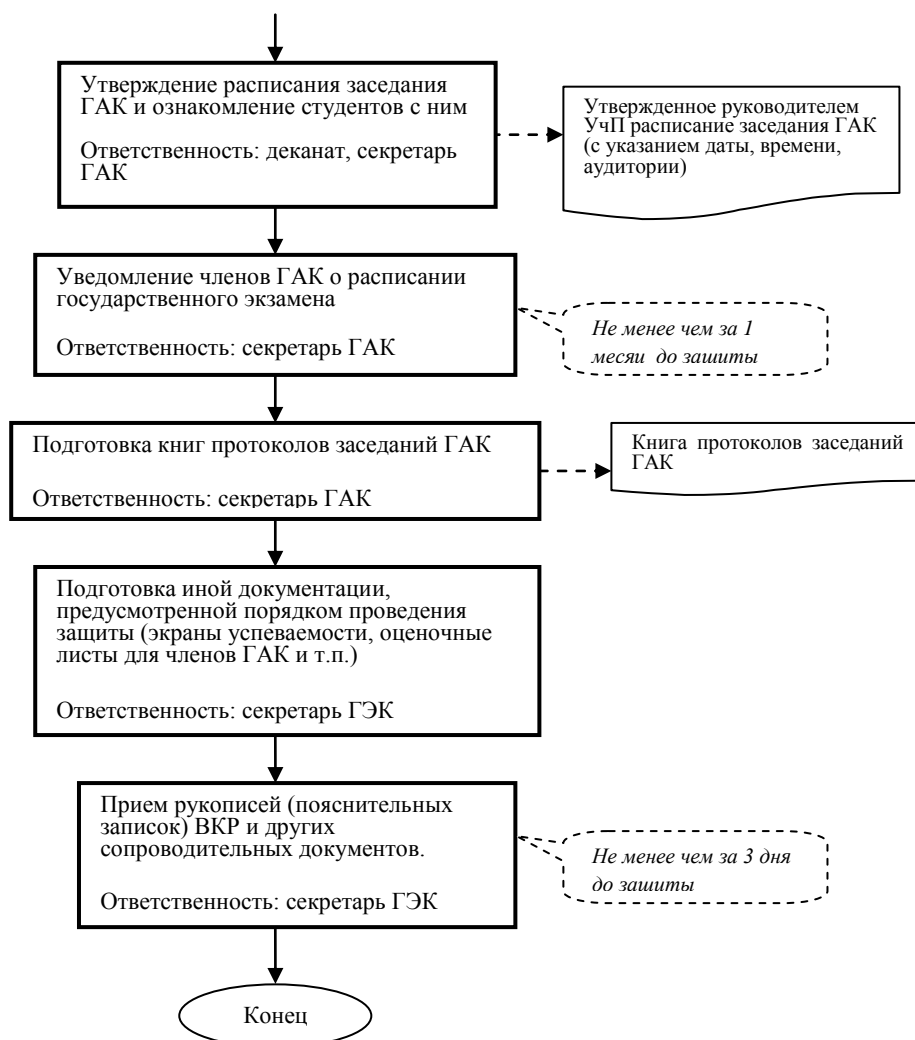 Утверждение расписания заседания
ГАК и ознакомление студентов с ним
Ответственность: деканат, секретарь
ГАК
Утвержденное руководителем
УчП расписание заседания ГАК
(с указанием даты, времени,
аудитории)
Уведомление членов ГАК о расписании
государственного экзамена
Ответственность: секретарь ГАК
Не менее чем за 1
месяи до зашиты
Подготовка книг протоколов заседаний ГАК
Ответственность: секретарь ГАК
Книга протоколов заседаний
ГАК
Подготовка иной документации,
предусмотренной порядком проведения
защиты (экраны успеваемости, оценочные
листы для членов ГАК и т.п.)
Ответственность: секретарь ГЭК
Прием рукописей (пояснительных
записок) ВКР и других
сопроводительных документов.
Ответственность: секретарь ГЭК
Не менее чем за 3 дня
до зашиты
Конец